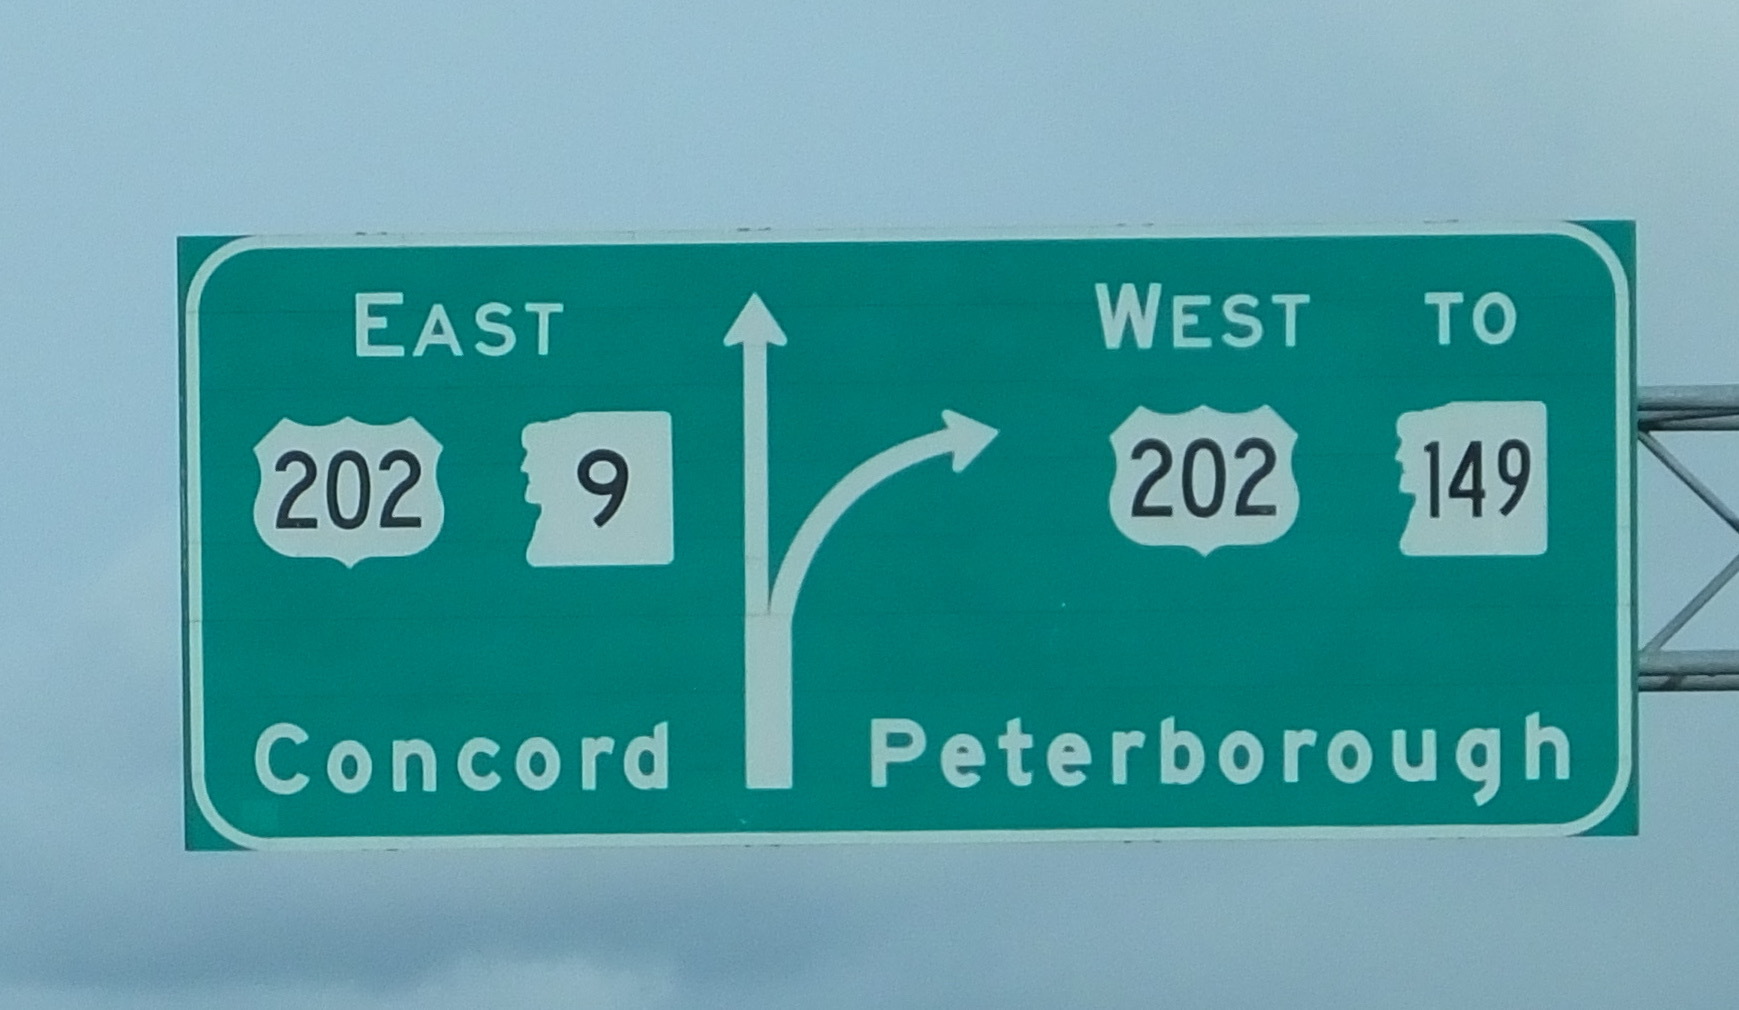 EAST
202 9
Concord
WEST TO
202 149
Peterborough